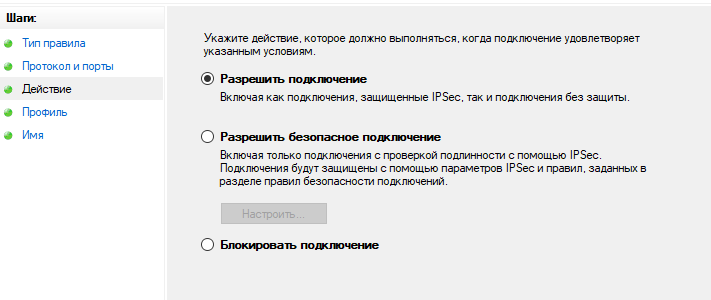 Шаги:
Тип правила
Протокол и порты
Действие
Профиль
Имя
Укажите действие, которое должно выполняться, когда подключение удовлетворяет
указанным условиям.
Разрешить подключение
Включая как подключения, защищенные IPSec, так и подключения без защиты.
Разрешить безопасное подключение
Включая только подключения с проверкой подлинности с помощью IPSec.
Подключения будут защищены с помощью параметров IPSec и правил, заданных в
разделе правил безопасности подключений.
Настроить...
Блокировать подключение